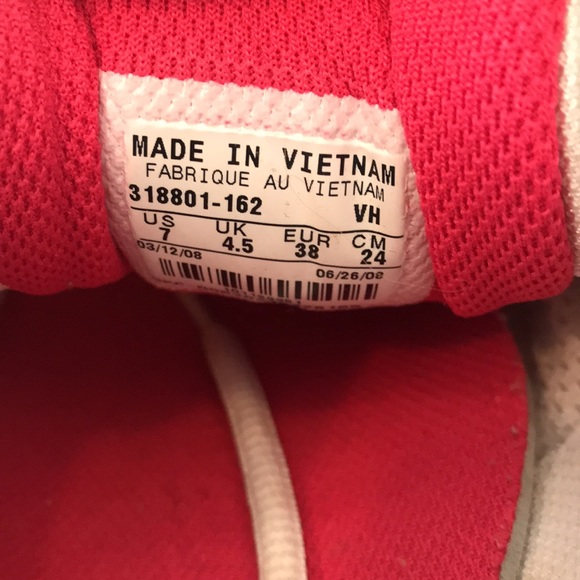 MADE IN VIETNAM
FABRIQUE AU VIETNAM
318801-162 VH
US UK EUR CM
7 4.5 38 24
03/12/08 06/26/08